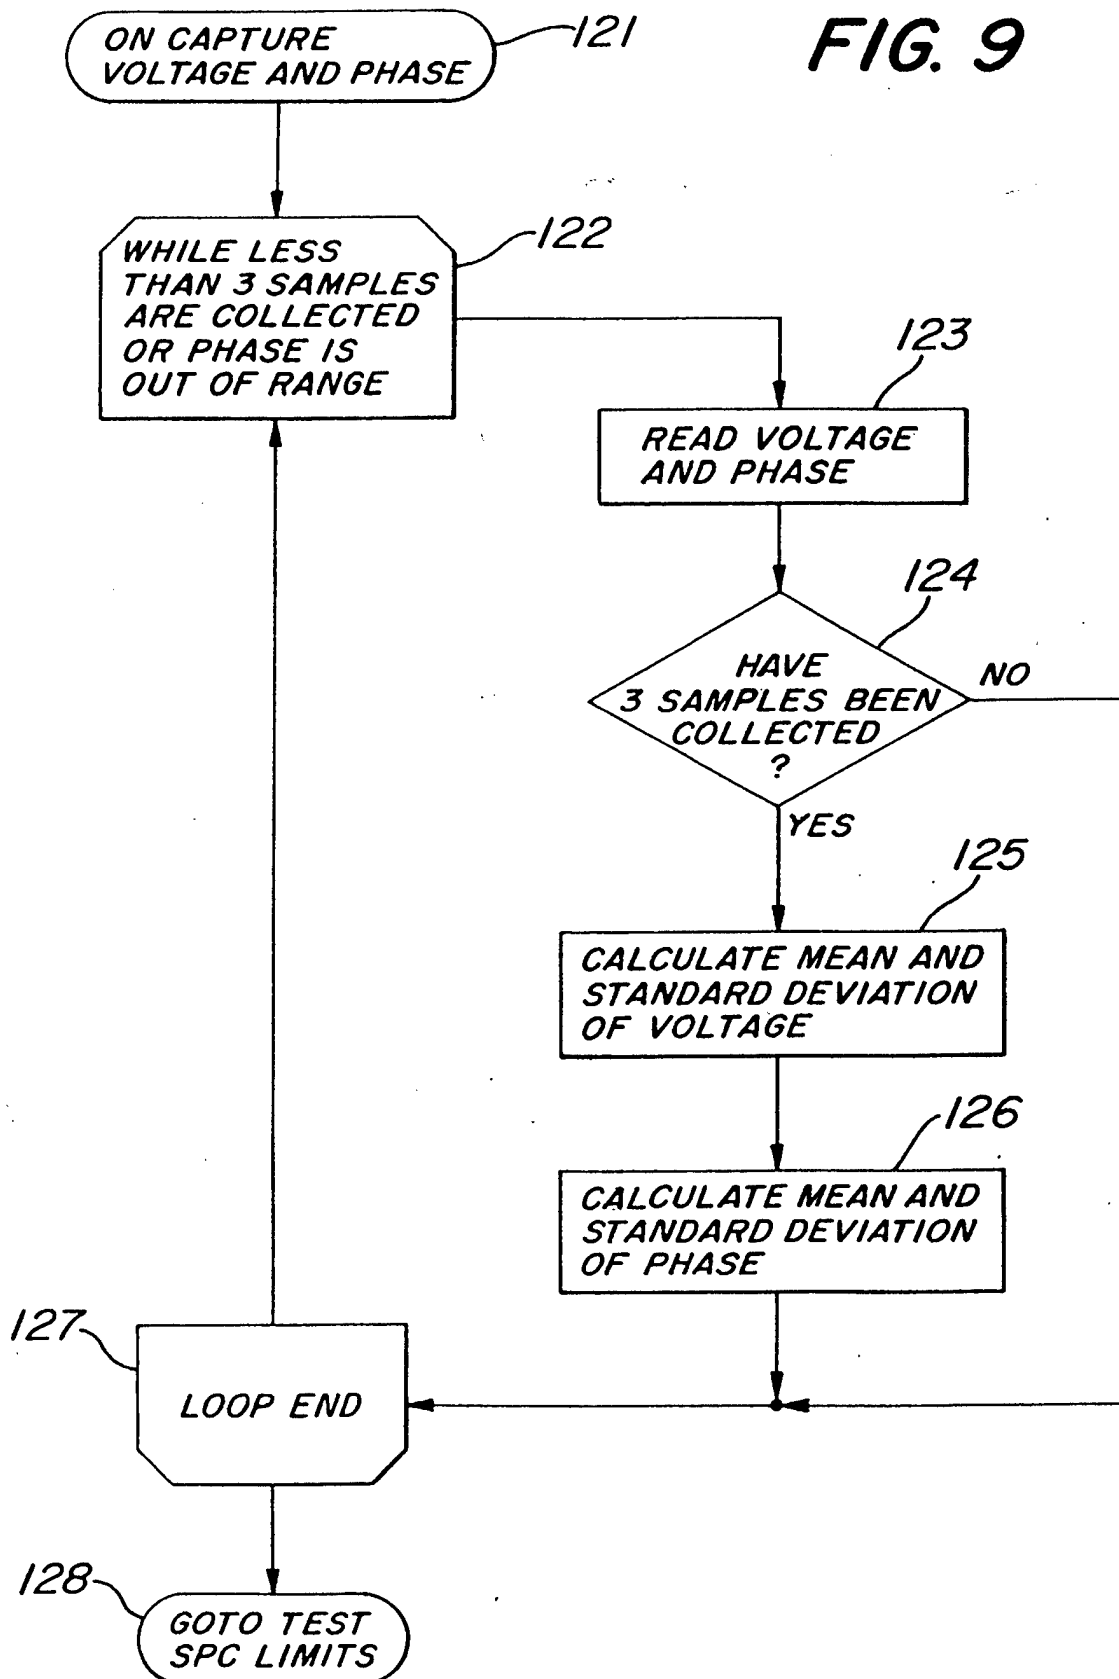 FIG. 9
ON CAPTURE
VOLTAGE AND PHASE
121
WHILE LESS
THAN 3 SAMPLES
ARE COLLECTED
OR PHASE IS
OUT OF RANGE
122
123
READ VOLTAGE
AND PHASE
124
HAVE
3 SAMPLES BEEN
COLLECTED
?
NO
YES
125
CALCULATE MEAN AND
STANDARD DEVIATION
OF VOLTAGE
126
CALCULATE MEAN AND
STANDARD DEVIATION
OF PHASE
127
LOOP END
128
GOTO TEST
SPC LIMITS